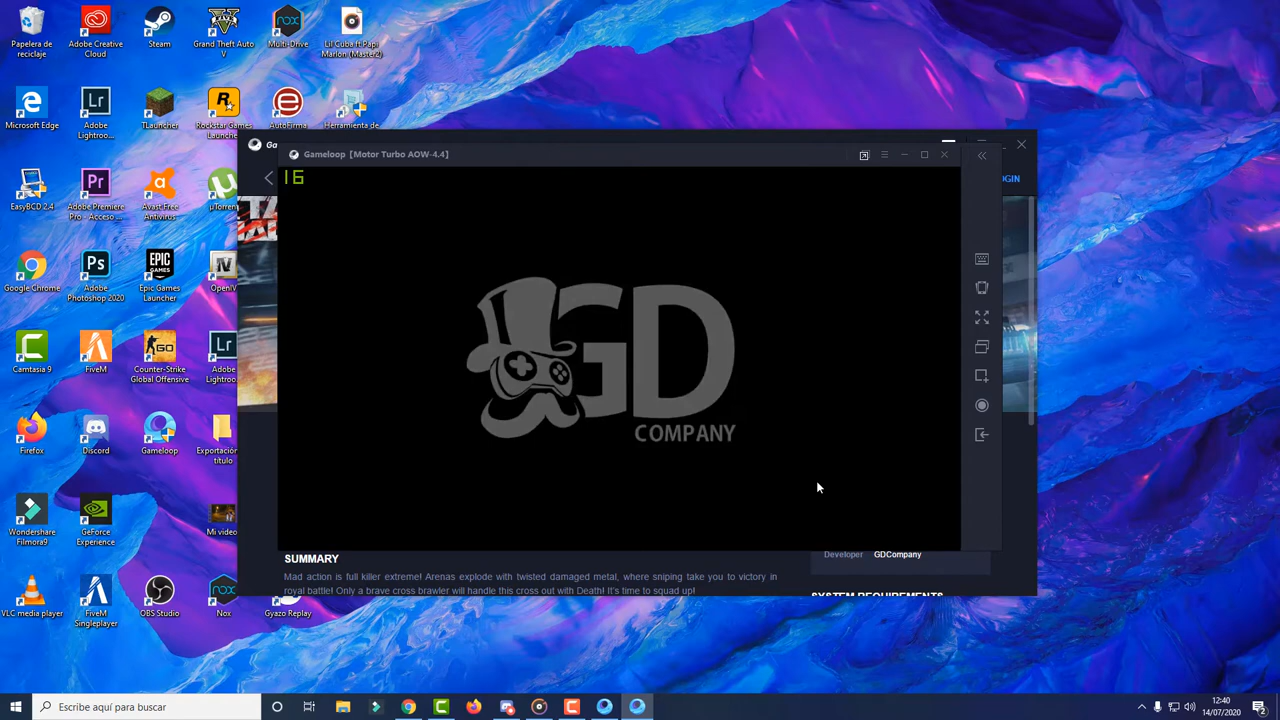 Papelera de
reciclaje
Adobe Creative
Cloud
Steam
Grand Theft Auto
V
Multi-Drive
Lil Cuba ft Papi
Marlon (Master2)
Microsoft Edge
Adobe
Lightroo...
TLauncher
Rockstar Games
Launcher
AutoFirma
Herramienta de
EasyBCD 2.4
Adobe Premiere
Pro - Acceso ...
Avast Free
Antivirus
µTorrent
Google Chrome
Adobe
Photoshop 2020
Epic Games
Launcher
OpenIV
Camtasia 9
FiveM
Counter-Strike
Global Offensive
Adobe
Lightroo...
Firefox
Discord
Gameloop
Exportación
título
Wondershare
Filmora9
GeForce
Experience
Mi video
VLC media player
FiveM
Singleplayer
OBS Studio
Nox
Gyazo Replay
Gameloop [Motor Turbo AOW-4.4]
16
GD
COMPANY
SUMMARY
Mad action is full killer extreme! Arenas explode with twisted damaged metal, where sniping take you to victory in
royal battle! Only a brave cross brawler will handle this cross out with Death! It's time to squad up!
Developer GDCompany
SYSTEM REQUIREMENTS
Escribe aquí para buscar
12:40
14/07/2020
2